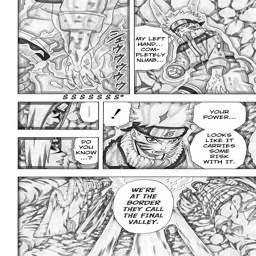 MY LEFT
HAND...
COM-
PLETELY
NUMB...
SSSSSSS
YOUR
POWER...
LOOKS
LIKE IT
CARRIES
SOME
RISK
WITH IT.
!
DO
YOU
KNOW
...?
WE'RE
AT THE
BORDER
THEY CALL
THE FINAL
VALLEY.